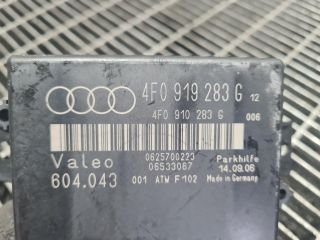 4F0 919 283 G 12
4F0 910 283 G 006
Valeo 0625700223 Parkhilfe
06533067 14.09.06
604.043 001 ATW F102 Made in Germany